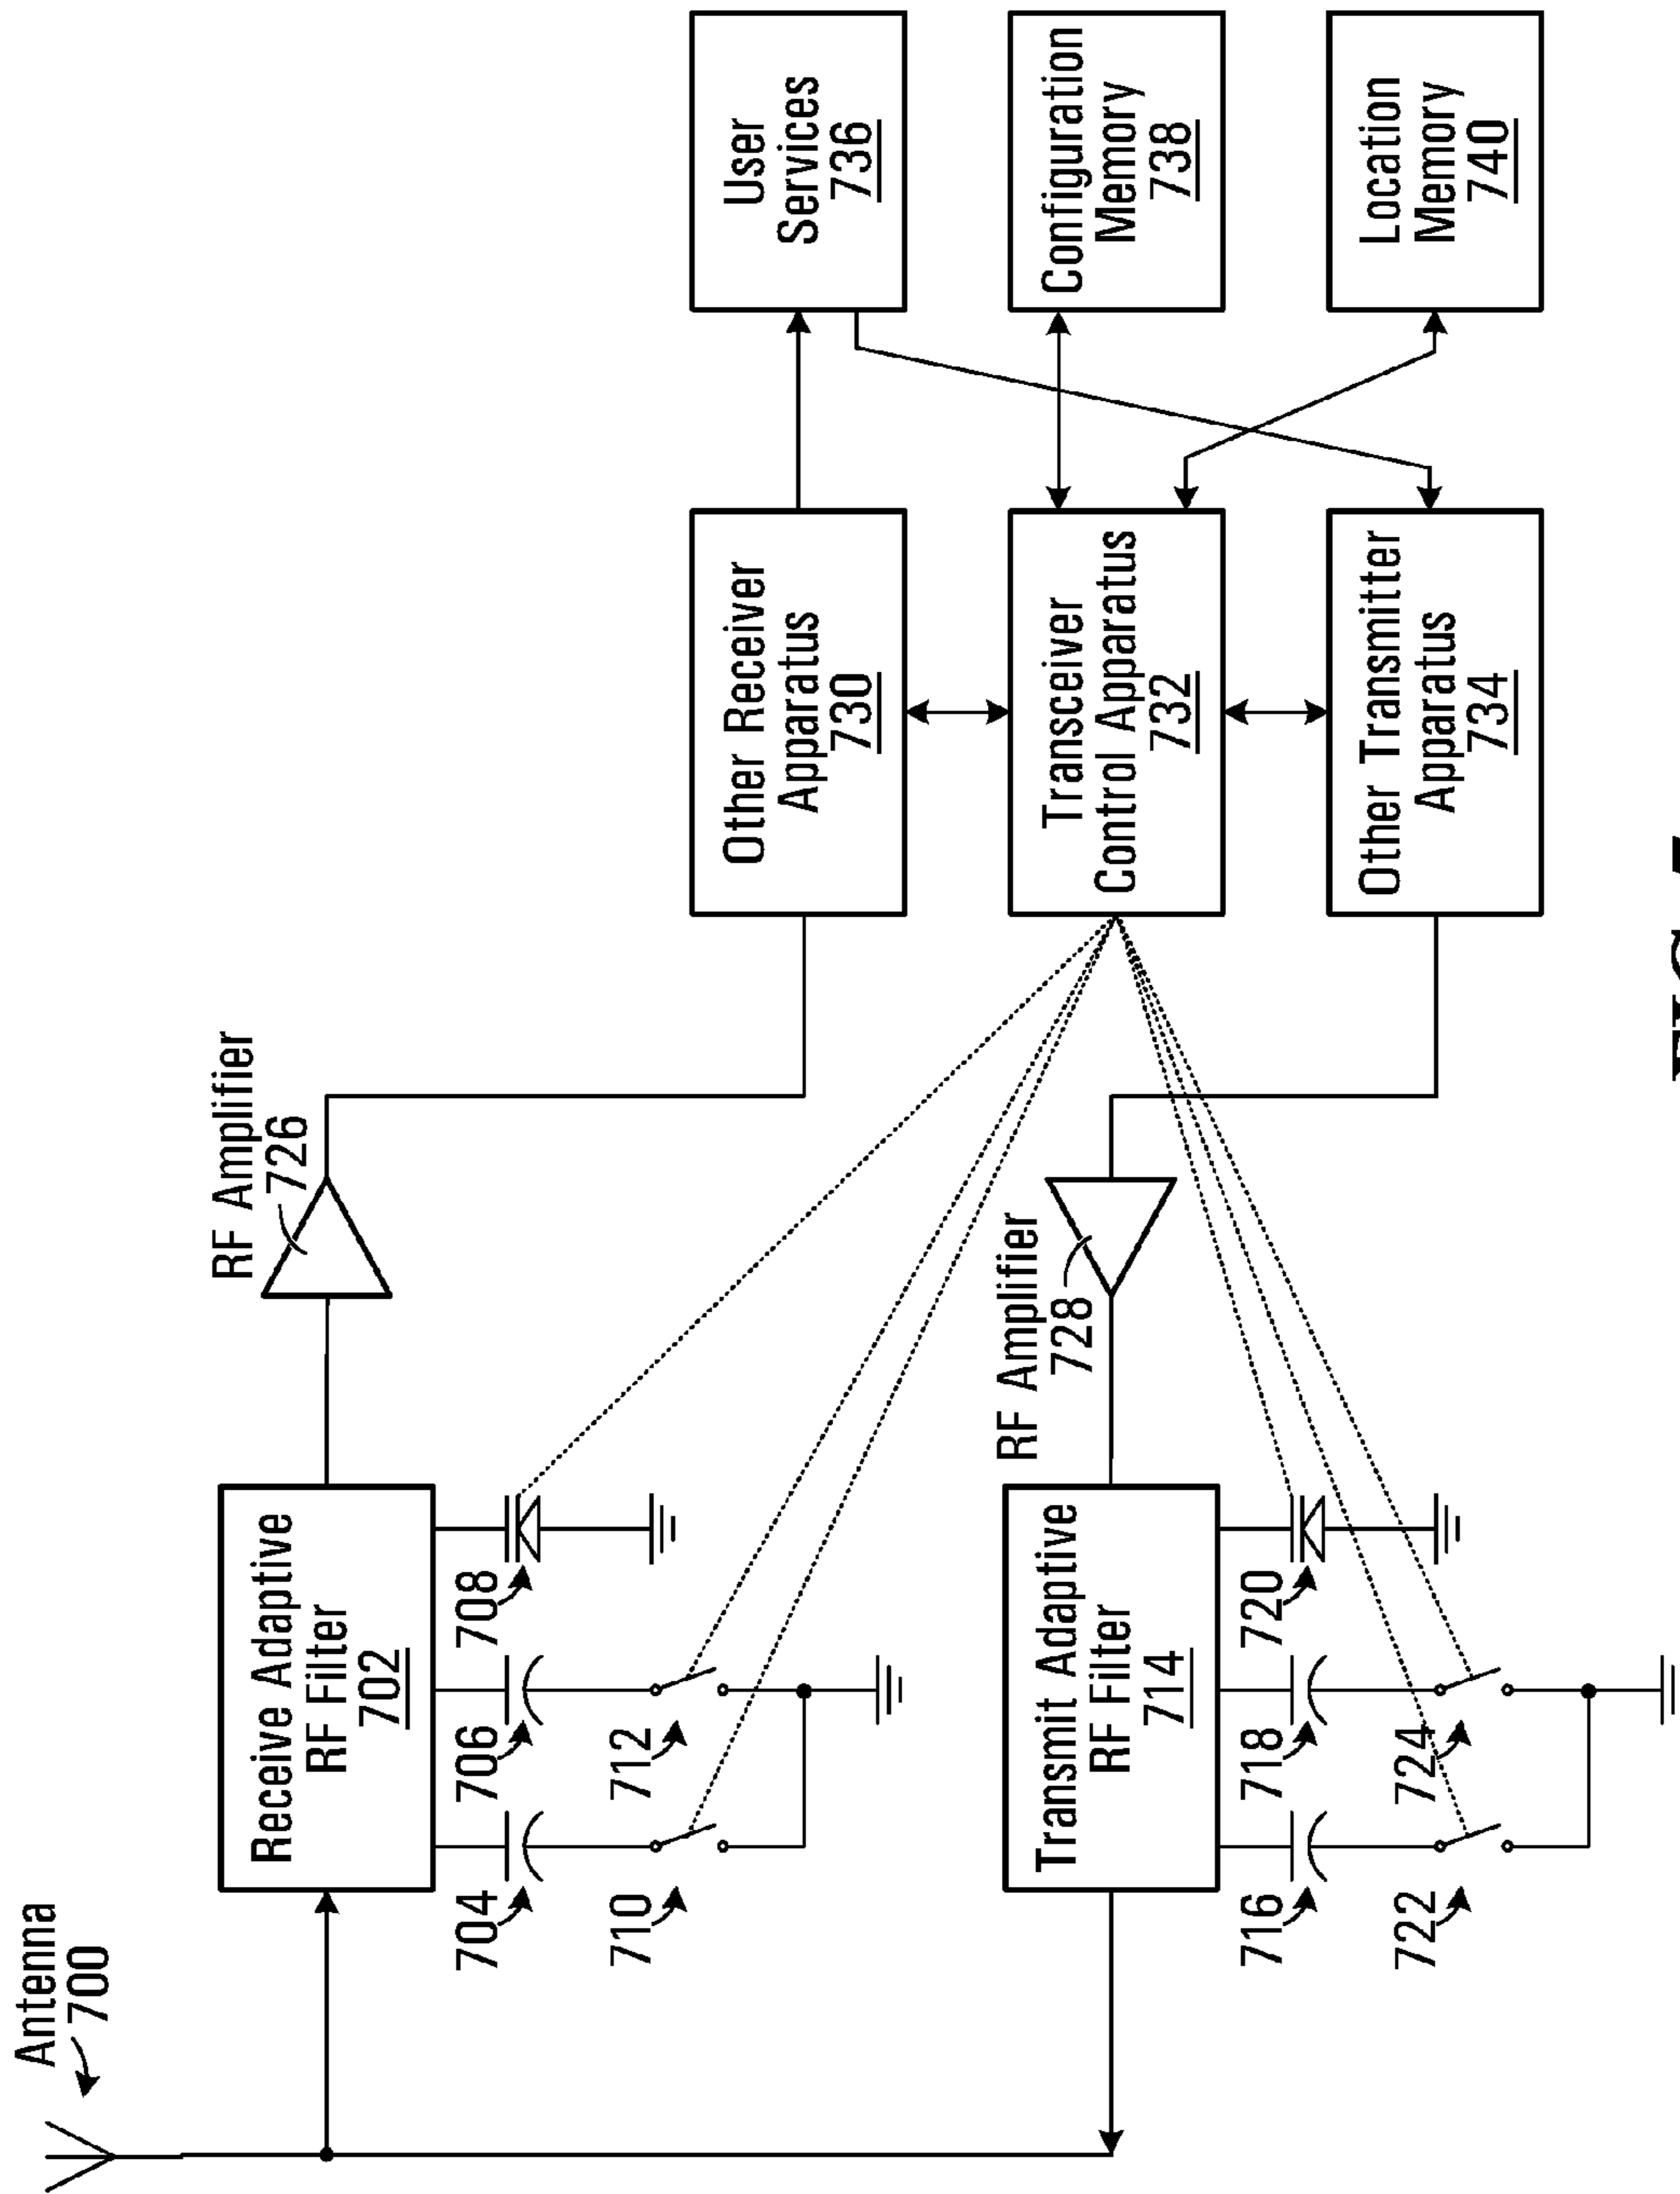 Antenna
700
Receive Adaptive
RF Filter
702
RF Amplifier
726
704
706
708
710
712
Other Receiver
Apparatus
730
User
Services
736
Transceiver
Control Apparatus
732
Configuration
Memory
738
Transmit Adaptive
RF Filter
714
RF Amplifier
728
716
718
720
722
724
Other Transmitter
Apparatus
734
Location
Memory
740